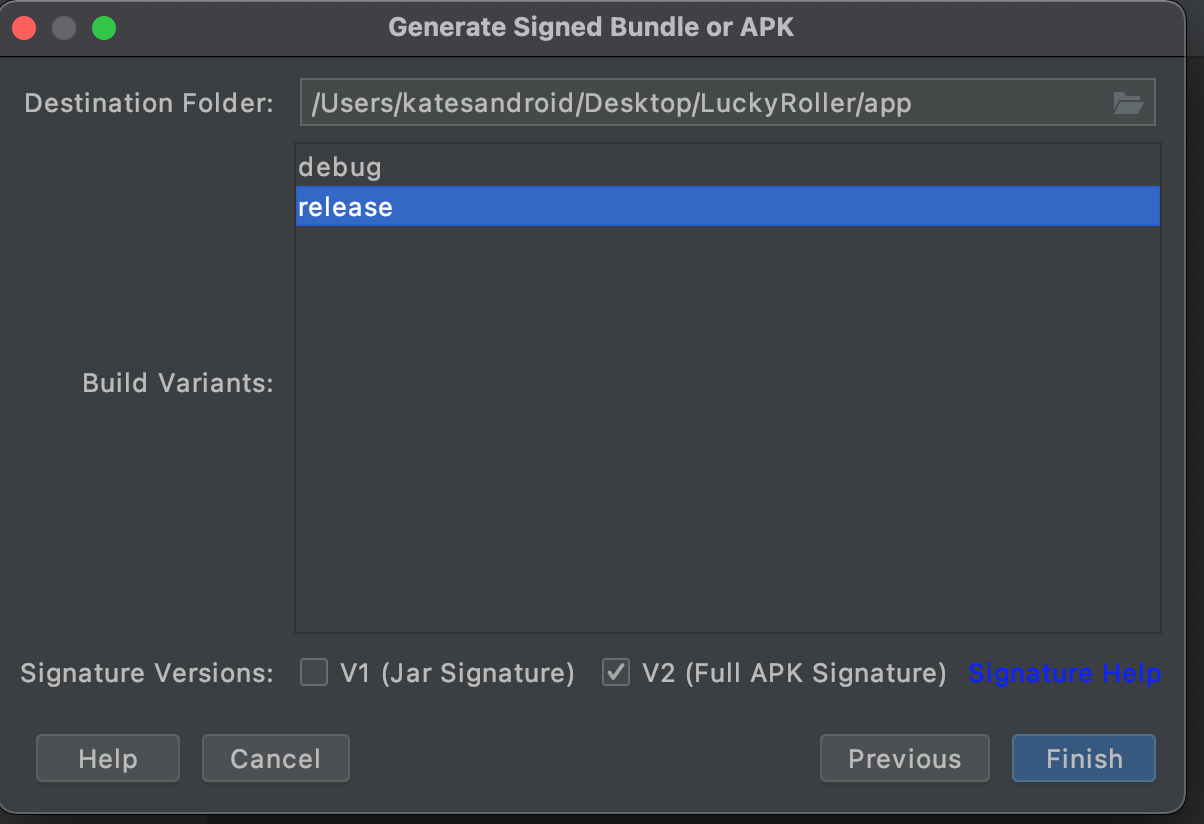 Generate Signed Bundle or APK
Destination Folder: /Users/katesandroid/Desktop/LuckyRoller/app
debug
release
Build Variants:
Signature Versions: V1 (Jar Signature) V2 (Full APK Signature) Signature Help
Help Cancel Previous Finish